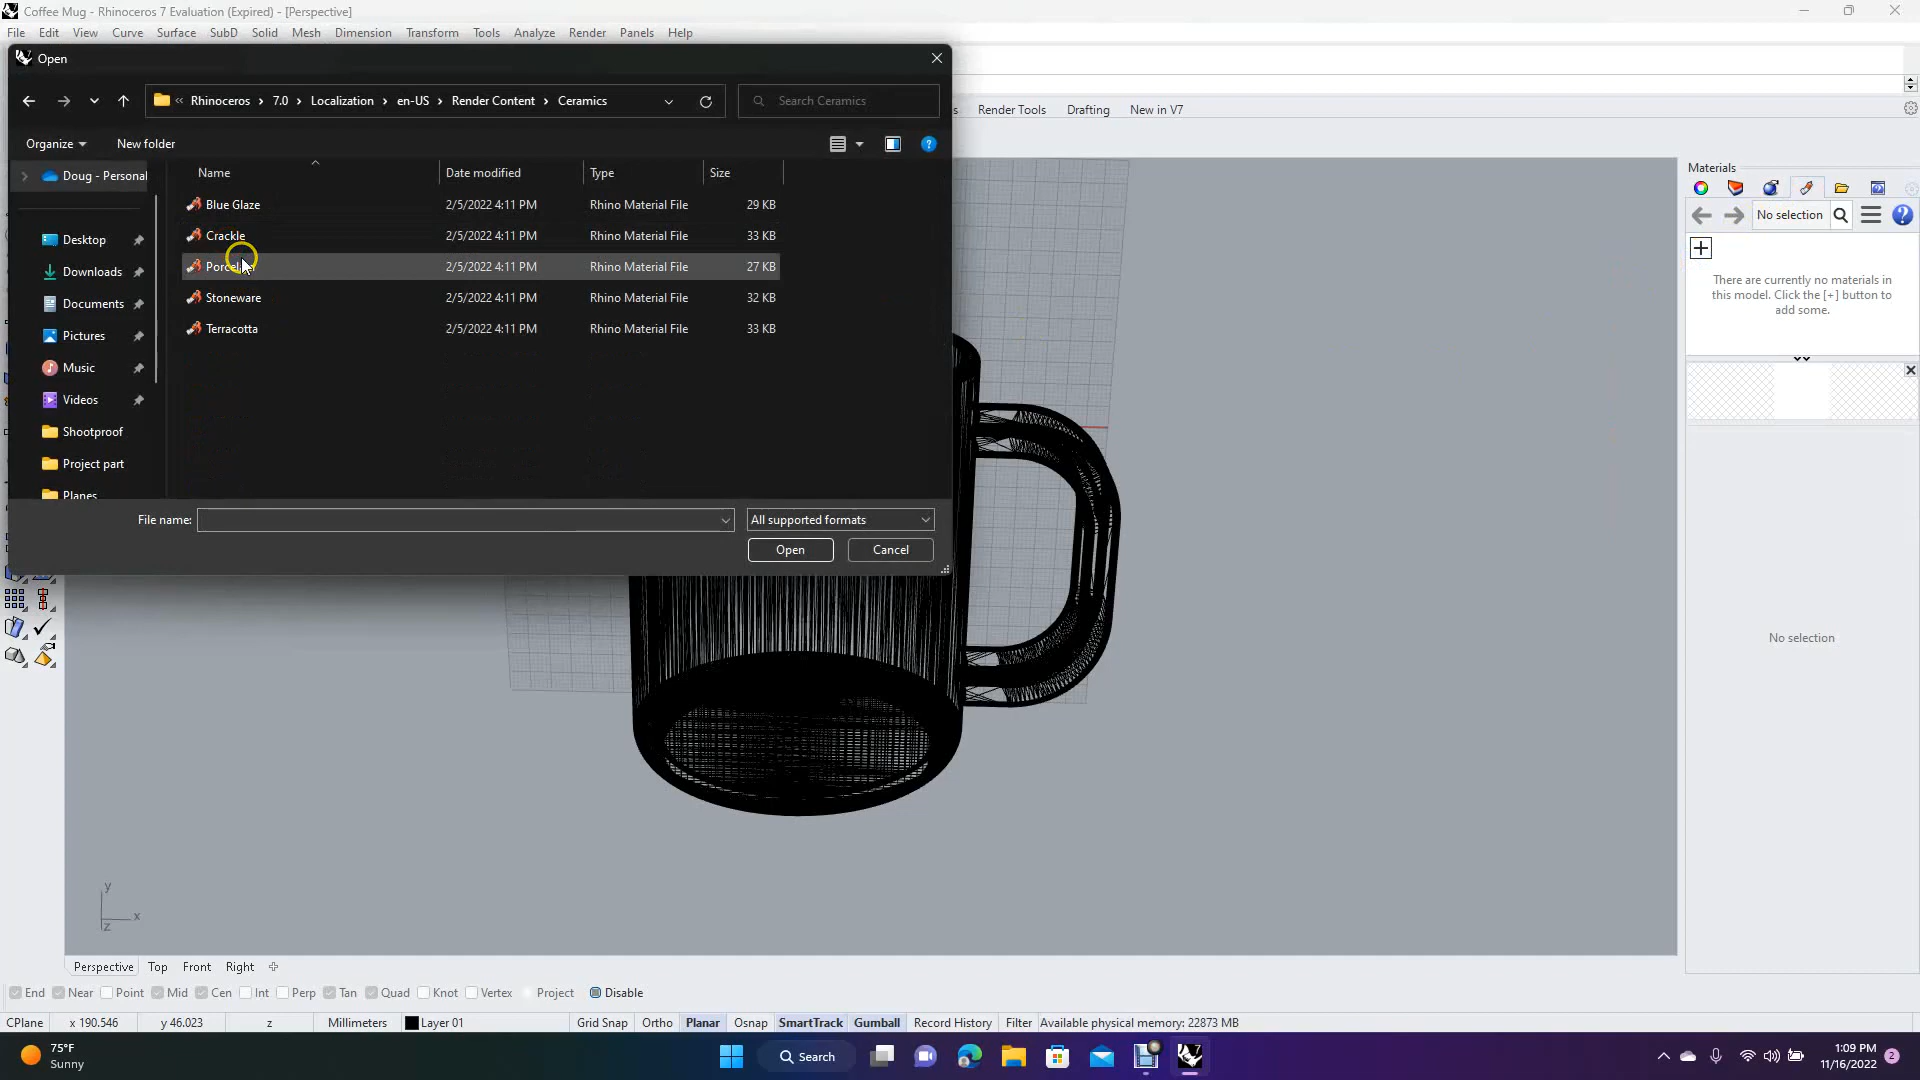 Coffee Mug - Rhinoceros 7 Evaluation (Expired) - [Perspective]
File Edit View Curve Surface SubD Solid Mesh Dimension Transform Tools Analyze Render Panels Help
Open
« Rhinoceros › 7.0 › Localization › en-US › Render Content › Ceramics
Search Ceramics
Render Tools Drafting New in V7
Organize New folder
Name Date modified Type Size
Blue Glaze 2/5/2022 4:11 PM Rhino Material File 29 KB
Crackle 2/5/2022 4:11 PM Rhino Material File 33 KB
2/5/2022 4:11 PM Rhino Material File 27 KB
Stoneware 2/5/2022 4:11 PM Rhino Material File 32 KB
Terracotta 2/5/2022 4:11 PM Rhino Material File 33 KB
Doug - Personal
Desktop
Downloads
Documents
Pictures
Music
Videos
Shootproof
Project part
Planes
File name:
All supported formats
Open Cancel
Materials
No selection
There are currently no materials in
this model. Click the [+] button to
add some.
No selection
y
x
z
Perspective Top Front Right
End Near Point Mid Cen Int Perp Tan Quad Knot Vertex Project Disable
CPlane x 190.546 y 46.023 z Millimeters Layer 01 Grid Snap Ortho Planar Osnap SmartTrack Gumball Record History Filter Available physical memory: 22873 MB
75°F
Sunny
Search
1:09 PM
11/16/2022
2